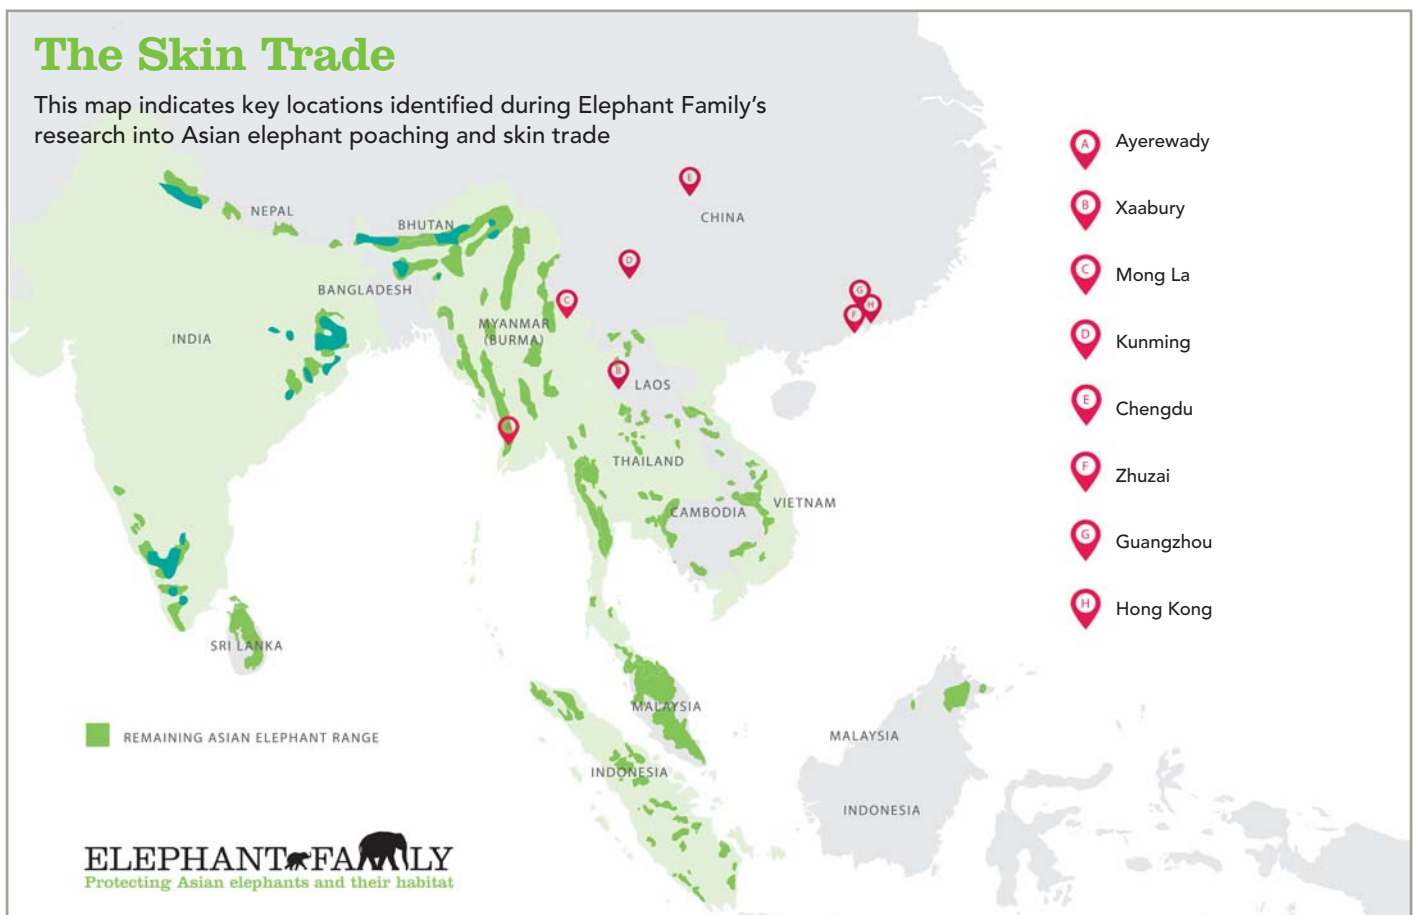 The Skin Trade
This map indicates key locations identified during Elephant Family's
research into Asian elephant poaching and skin trade
A Ayerewady
B Xaabury
C Mong La
D Kunming
E Chengdu
F Zhuzai
G Guangzhou
H Hong Kong
E
CHINA
NEPAL
BHUTAN
D
BANGLADESH
G
H
F
C
INDIA
MYANMAR
(BURMA)
B
LAOS
A
THAILAND
VIETNAM
CAMBODIA
SRI LANKA
MALAYSIA
MALAYSIA
INDONESIA
INDONESIA
REMAINING ASIAN ELEPHANT RANGE
ELEPHANT FAMILY
Protecting Asian elephants and their habitat